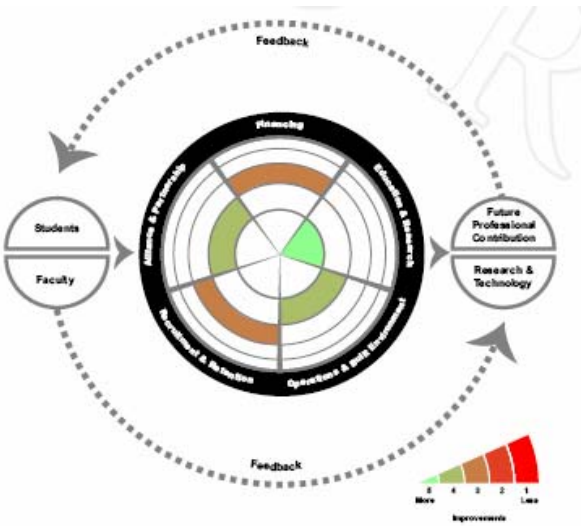 Feedback
Financing
Alliance & Partnership
Education & Research
Students
Faculty
Future
Professional
Contribution
Research &
Technology
Recruitment & Retention
Operations & Built Environment
Feedback
5 4 3 2 1
More Less
Improvements